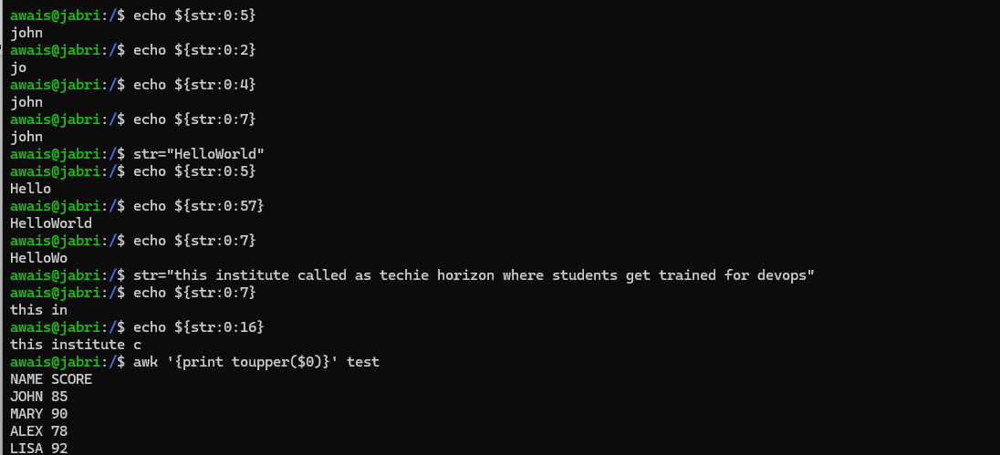 awais@jabri:/$ echo ${str:0:5}
john
awais@jabri:/$ echo ${str:0:2}
jo
awais@jabri:/$ echo ${str:0:4}
john
awais@jabri:/$ echo ${str:0:7}
john
awais@jabri:/$ str="HelloWorld"
awais@jabri:/$ echo ${str:0:5}
Hello
awais@jabri:/$ echo ${str:0:57}
HelloWorld
awais@jabri:/$ echo ${str:0:7}
HelloWo
awais@jabri:/$ str="this institute called as techie horizon where students get trained for devops"
awais@jabri:/$ echo ${str:0:7}
this in
awais@jabri:/$ echo ${str:0:16}
this institute c
awais@jabri:/$ awk '{print toupper($0)}' test
NAME SCORE
JOHN 85
MARY 90
ALEX 78
LISA 92